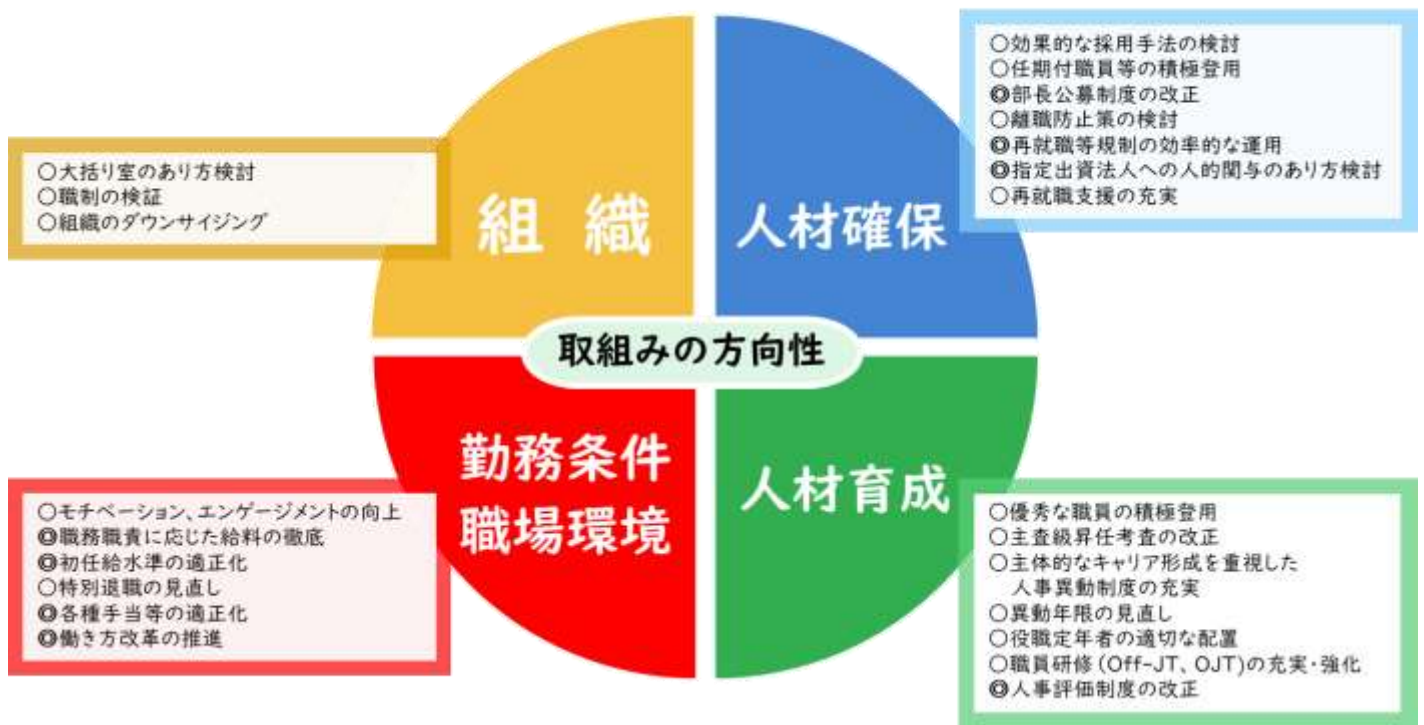 組織
○大括り室のあり方検討
○職制の検証
○組織のダウンサイジング
人材確保
○効果的な採用手法の検討
○任期付職員等の積極登用
◎部長公募制度の改正
○離職防止策の検討
◎再就職等規制の効率的な運用
◎指定出資法人への人的関与のあり方検討
○再就職支援の充実
取組みの方向性
勤務条件
職場環境
○モチベーション、エンゲージメントの向上
◎職務職責に応じた給料の徹底
◎初任給水準の適正化
○特別退職の見直し
◎各種手当等の適正化
◎働き方改革の推進
人材育成
○優秀な職員の積極登用
○主査級昇任考査の改正
○主体的なキャリア形成を重視した
人事異動制度の充実
○異動年限の見直し
○役職定年者の適切な配置
○職員研修(Off-JT、OJT)の充実・強化
◎人事評価制度の改正